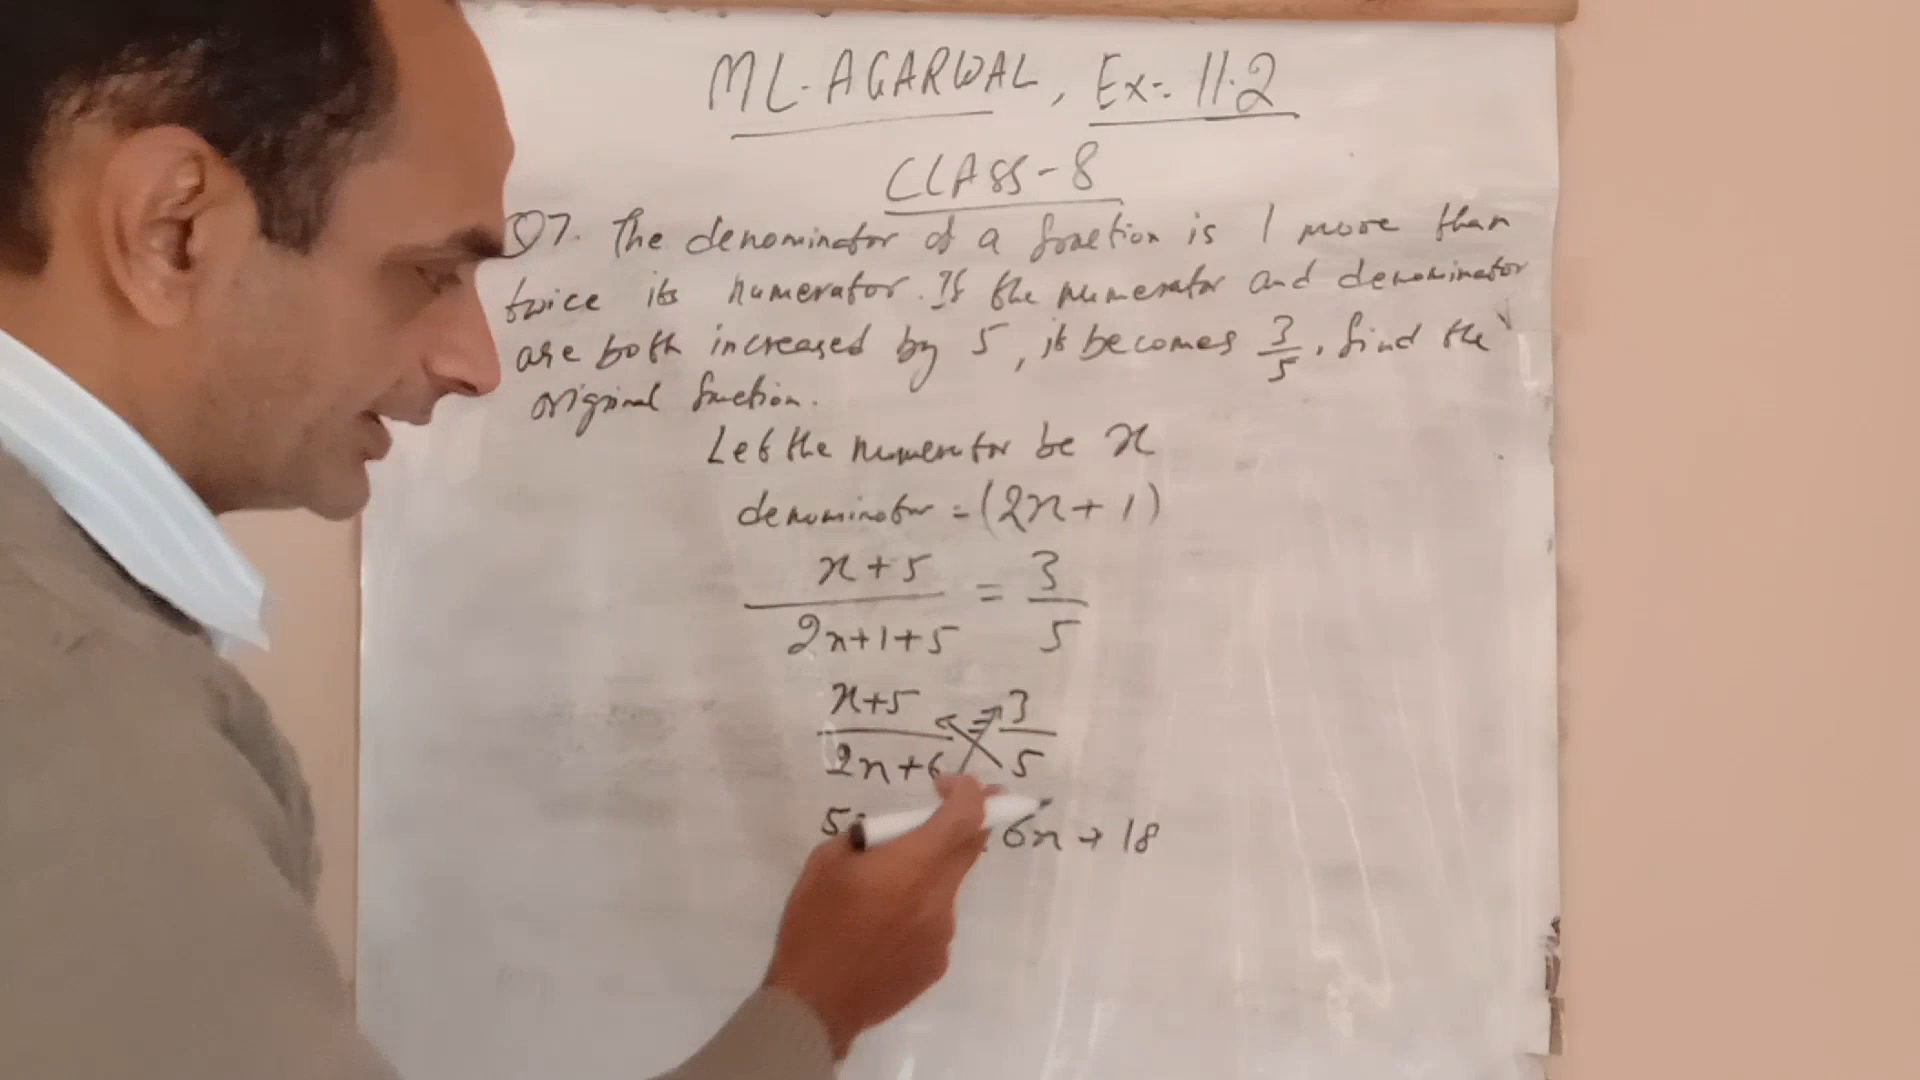 ML-AGARWAL, Ex-. 11.2
CLASS-8
Q7. The denominator of a fraction is 1 more than
twice its numerator. If the numerator and denominator
are both increased by 5, it becomes 3/5. find the
original fraction.
Let the numerator be x
denominator = (2x+1)
x+5 = 3
2x+1+5 5
x+5 = 3
2x+6 5
5 6x + 18